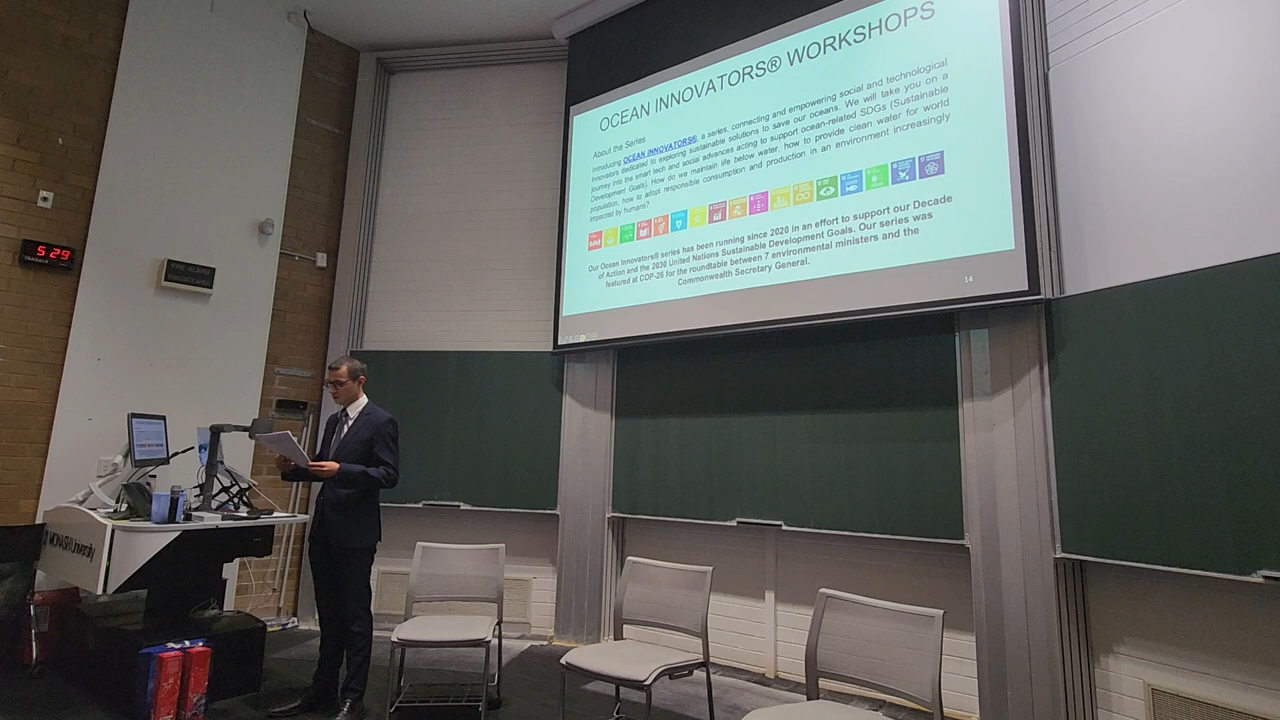 OCEAN INNOVATORS® WORKSHOPS
About the Series
Introducing OCEAN INNOVATORS®, a series, connecting and empowering social and technological
innovators dedicated to exploring sustainable solutions to save our oceans. We will take you on a
journey into the smart tech and social advances acting to support ocean-related SDGs (Sustainable
Development Goals). How do we maintain life below water, how to provide clean water for world
population, how to adopt responsible consumption and production in an environment increasingly
impacted by humans?
Our Ocean Innovators® series has been running since 2020 in an effort to support our Decade
of Action and the 2030 United Nations Sustainable Development Goals. Our series was
featured at COP-26 for the roundtable between 7 environmental ministers and the
Commonwealth Secretary General.
14
5:29
FIRE ALARM